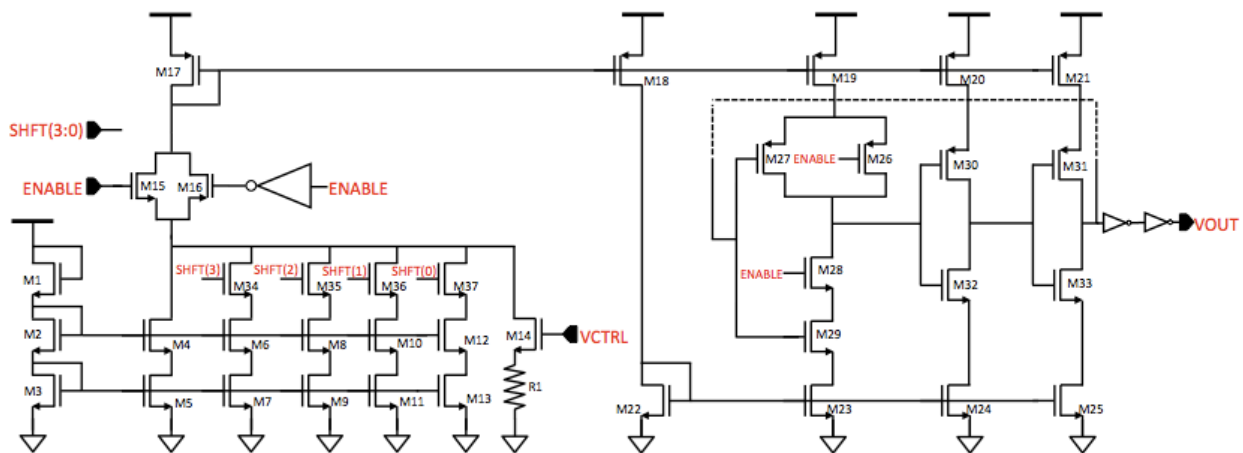 M17
M18
M19
M20
M21
SHFT(3:0)
ENABLE
M15
M16
ENABLE
M27
ENABLE
M26
M30
M31
VOUT
M1
SHFT(3)
SHFT(2)
SHFT(1)
SHFT(0)
M34
M35
M36
M37
ENABLE
M28
M32
M33
M2
M4
M6
M8
M10
M12
M14
VCTRL
M29
M3
M5
M7
M9
M11
M13
R1
M22
M23
M24
M25